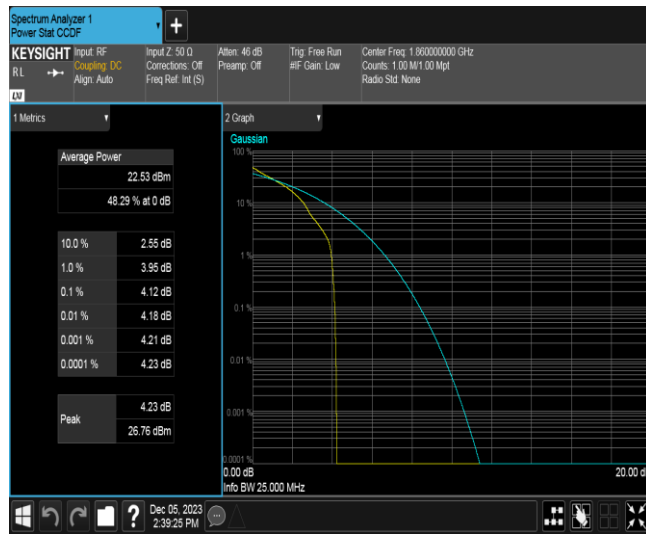 Spectrum Analyzer 1
Power Stat CCDF
KEYSIGHT
RL
LXI
Input: RF
Coupling: DC
Align: Auto
Input Z: 50 Ω
Corrections: Off
Freq Ref: Int (S)
Atten: 46 dB
Preamp: Off
Trig: Free Run
#IF Gain: Low
Center Freq: 1.860000000 GHz
Counts: 1.00 M/1.00 Mpt
Radio Std: None
1 Metrics
Average Power
22.53 dBm
48.29 % at 0 dB
10.0 % 2.55 dB
1.0 % 3.95 dB
0.1 % 4.12 dB
0.01 % 4.18 dB
0.001 % 4.21 dB
0.0001 % 4.23 dB
Peak
4.23 dB
26.76 dBm
2 Graph
Gaussian
100 %
10 %
1 %
0.1 %
0.01 %
0.001 %
0.0001 %
0.00 dB
20.00 d
Info BW 25.000 MHz
?
Dec 05, 2023
2:39:25 PM